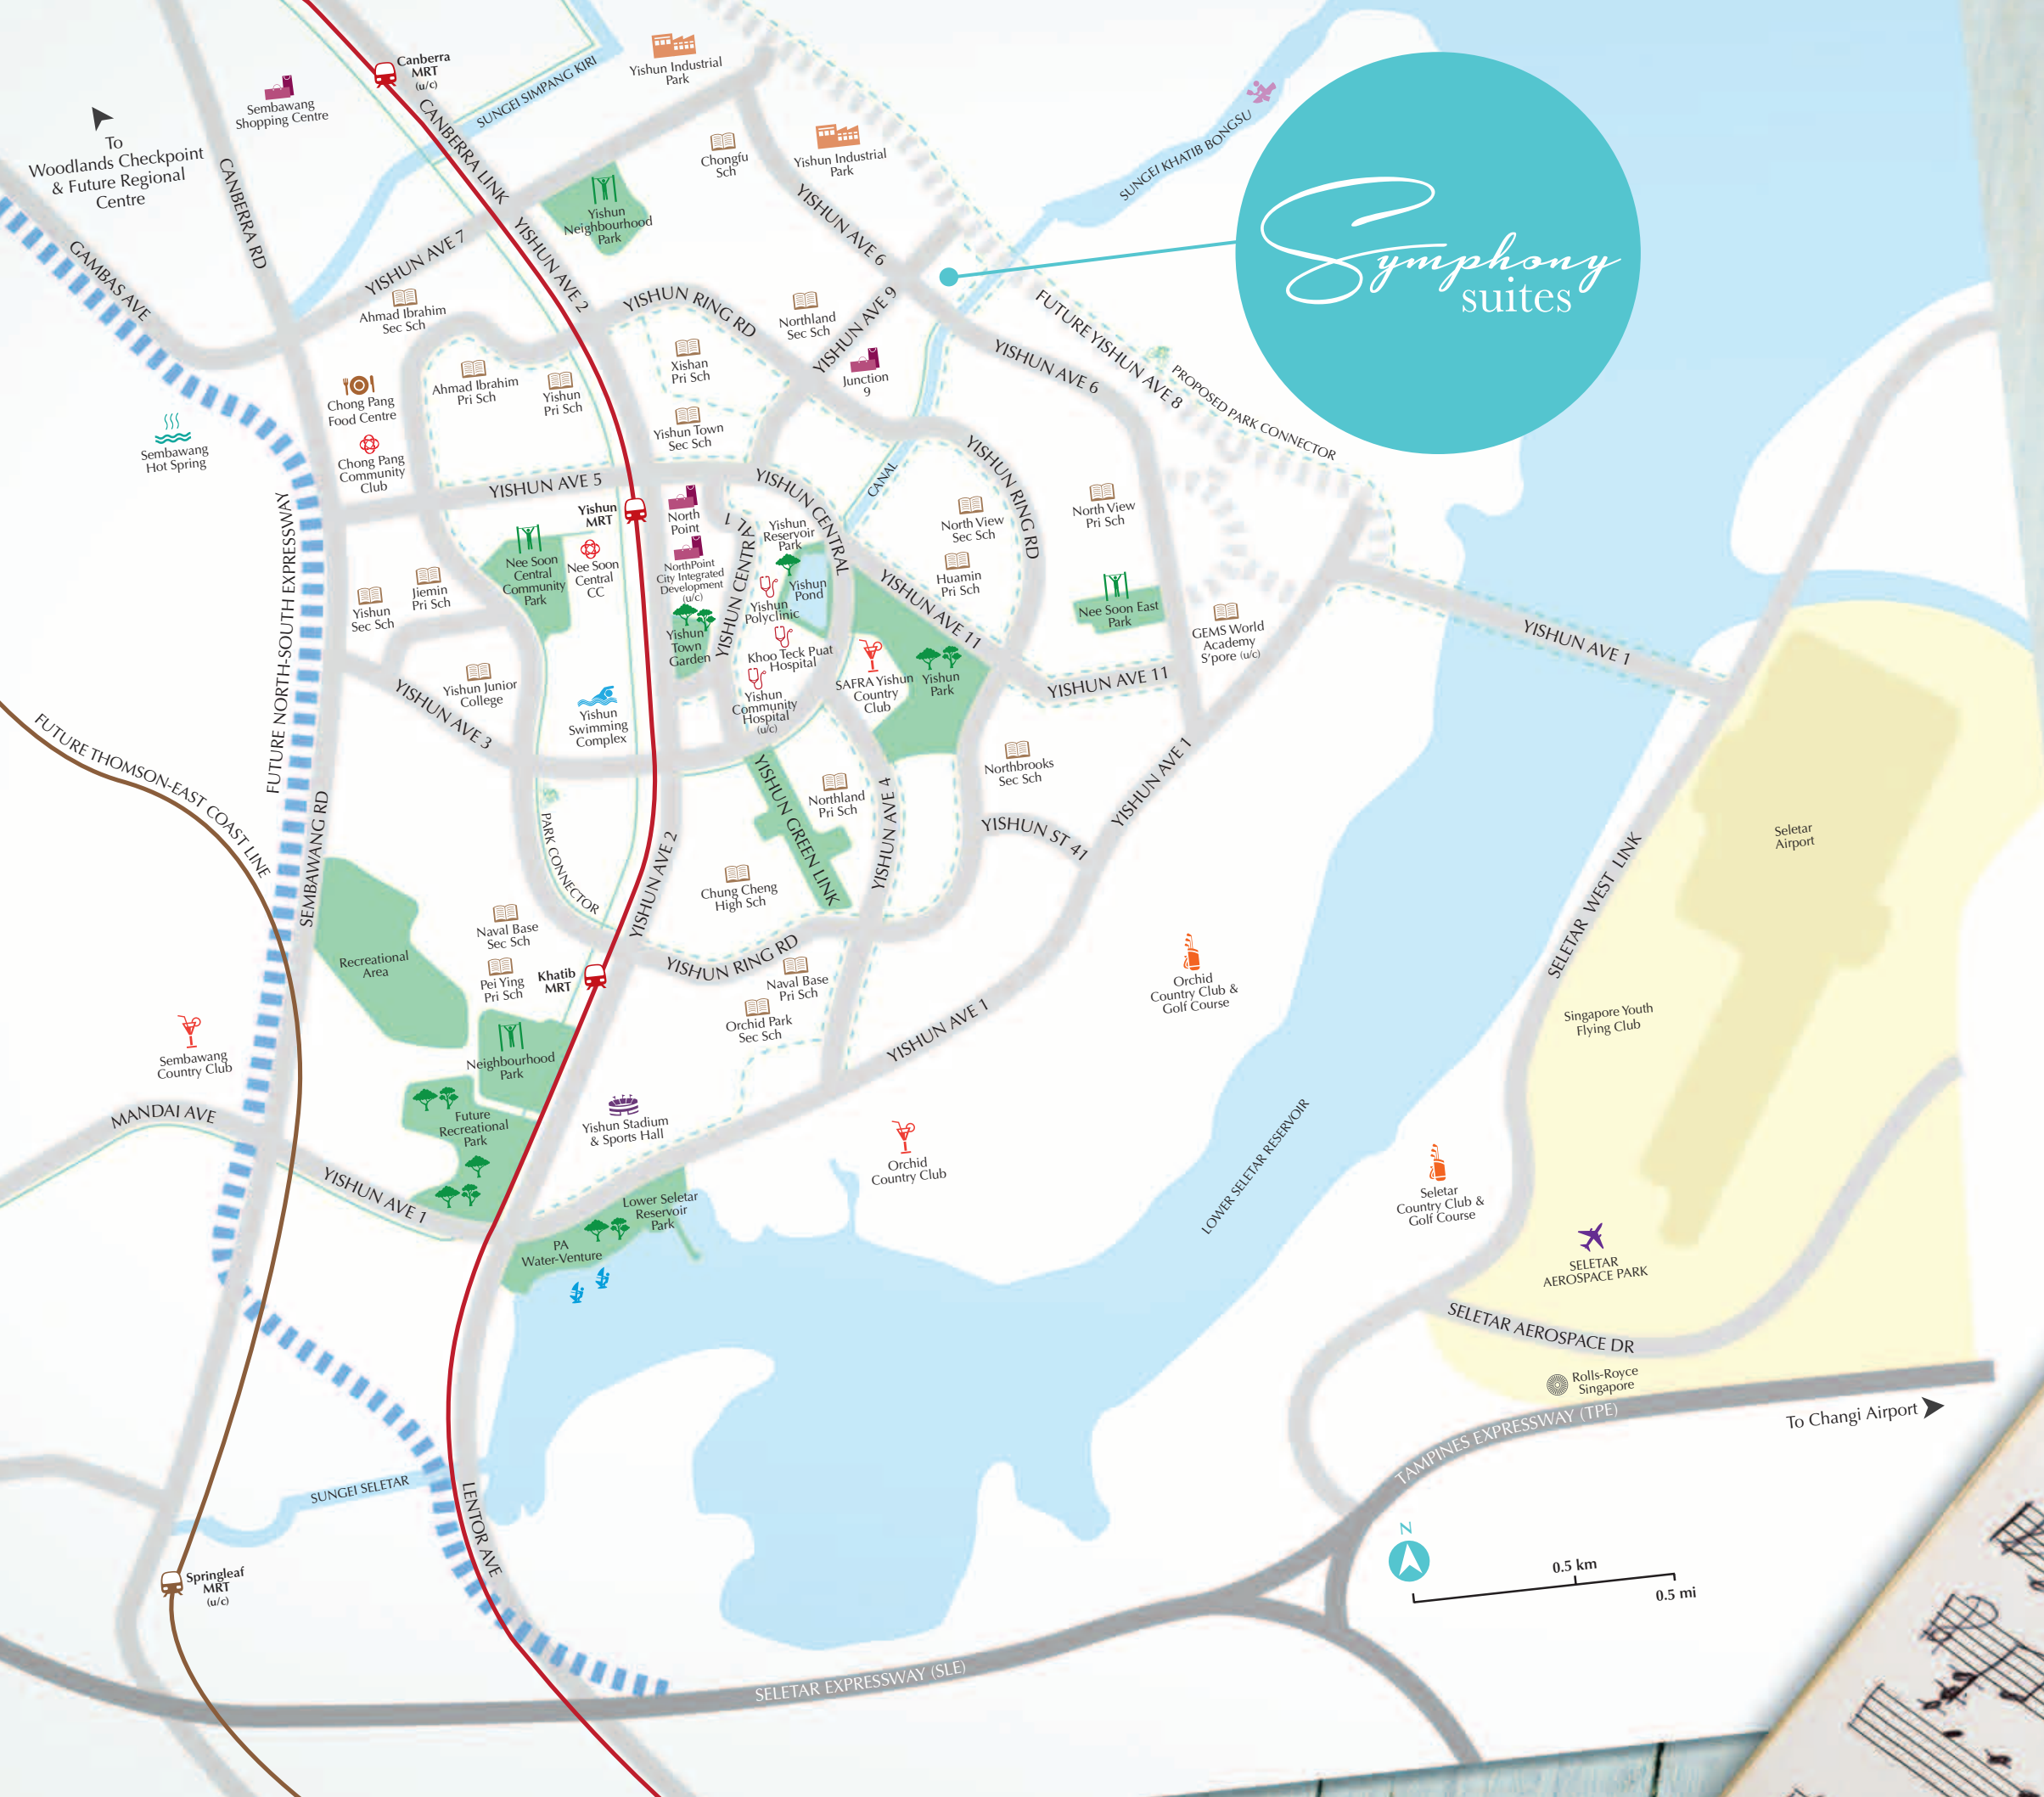 Canberra
MRT
(u/c)
Yishun Industrial
Park
SUNGEI SIMPANG KIRI
Sembawang
Shopping Centre
CANBERRA LINK
To
Woodlands Checkpoint
& Future Regional
Centre
CANBERRA RD
Chongfu
Sch
Yishun Industrial
Park
SUNGEI KHATIB BONGSU
Symphony
suites
Yishun
Neighbourhood
Park
YISHUN AVE 6
YISHUN AVE 7
YISHUN AVE 2
GAMBAS AVE
Ahmad Ibrahim
Sec Sch
YISHUN RING RD
Northland
Sec Sch
YISHUN AVE 9
FUTURE YISHUN AVE 8
PROPOSED PARK CONNECTOR
YISHUN AVE 6
Xishan
Pri Sch
Junction
9
Ahmad Ibrahim
Pri Sch
Yishun
Pri Sch
Chong Pang
Food Centre
Yishun Town
Sec Sch
Sembawang
Hot Spring
Chong Pang
Community
Club
YISHUN AVE 5
YISHUN CENTRAL
CANAL
YISHUN RING RD
Yishun
MRT
North
Point
YISHUN CENTRAL 1
Yishun
Reservoir
Park
North View
Sec Sch
North View
Pri Sch
FUTURE NORTH-SOUTH EXPRESSWAY
Nee Soon
Central
Community
Park
Nee Soon
Central
CC
NorthPoint
City Integrated
Development
(u/c)
Yishun
Pond
Yishun
Polyclinic
YISHUN AVE 11
Huamin
Pri Sch
Jiemin
Pri Sch
Yishun
Sec Sch
Nee Soon East
Park
GEMS World
Academy
S'pore (u/c)
YISHUN AVE 1
Yishun
Town
Garden
Khoo Teck Puat
Hospital
SAFRA Yishun
Country
Club
Yishun
Park
YISHUN AVE 11
Yishun Junior
College
YISHUN AVE 3
Yishun
Swimming
Complex
Yishun
Community
Hospital
(u/c)
FUTURE THOMSON-EAST COAST LINE
SEMBAWANG RD
Northbrooks
Sec Sch
YISHUN AVE 1
YISHUN GREEN LINK
Northland
Pri Sch
YISHUN AVE 4
YISHUN ST 41
PARK CONNECTOR
YISHUN AVE 2
Chung Cheng
High Sch
Seletar
Airport
SELETAR WEST LINK
Naval Base
Sec Sch
Recreational
Area
Pei Ying
Pri Sch
Khatib
MRT
YISHUN RING RD
Naval Base
Pri Sch
Orchid Park
Sec Sch
YISHUN AVE 1
Orchid
Country Club &
Golf Course
Singapore Youth
Flying Club
Sembawang
Country Club
Neighbourhood
Park
MANDAI AVE
Future
Recreational
Park
Yishun Stadium
& Sports Hall
Orchid
Country Club
LOWER SELETAR RESERVOIR
YISHUN AVE 1
Lower Seletar
Reservoir
Park
PA
Water-Venture
Seletar
Country Club &
Golf Course
SELETAR
AEROSPACE PARK
SELETAR AEROSPACE DR
Rolls-Royce
Singapore
To Changi Airport
TAMPINES EXPRESSWAY (TPE)
SUNGEI SELETAR
LENTOR AVE
Springleaf
MRT
(u/c)
N
0.5 km
0.5 mi
SELETAR EXPRESSWAY (SLE)